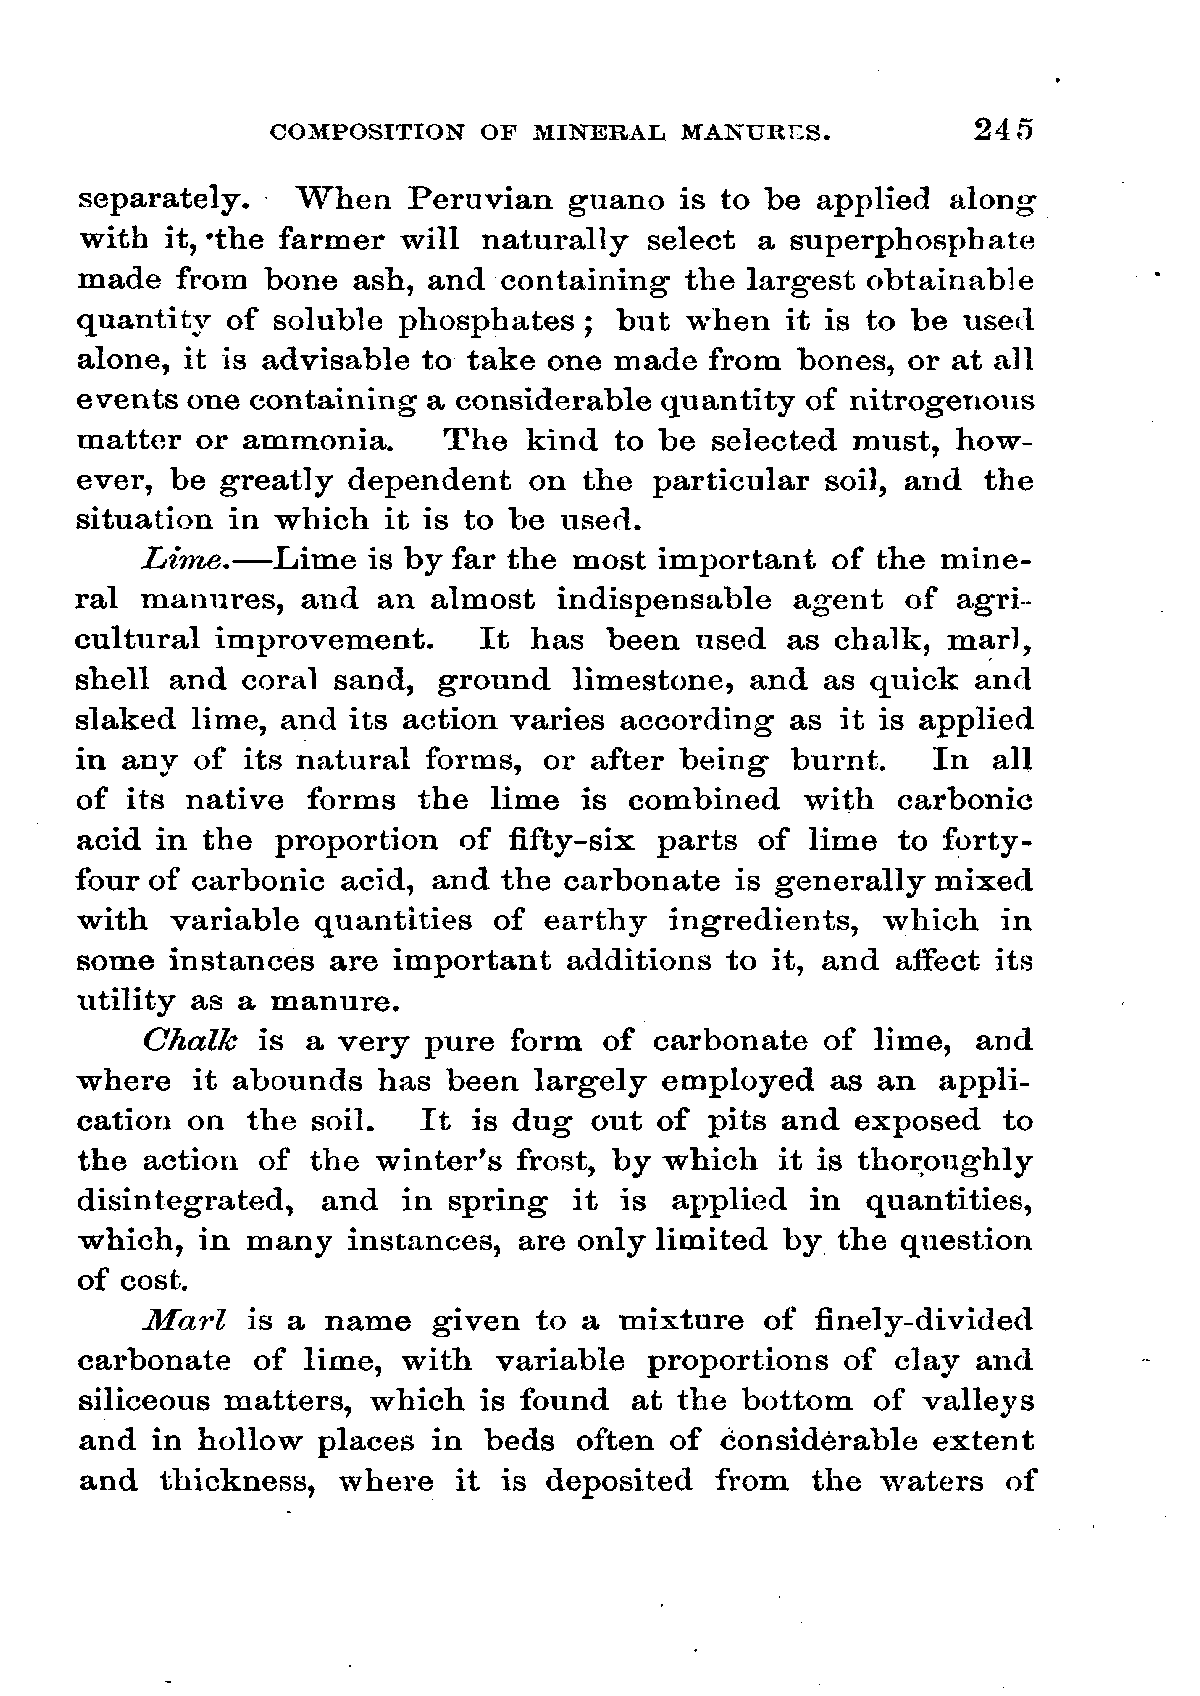 COMPOSITION OF MINERAL MANURES. 245
separately. When Peruvian guano is to be applied along
with it, the farmer will naturally select a superphosphate
made from bone ash, and containing the largest obtainable
quantity of soluble phosphates ; but when it is to be used
alone, it is advisable to take one made from bones, or at all
events one containing a considerable quantity of nitrogenous
matter or ammonia. The kind to be selected must, how-
ever, be greatly dependent on the particular soil, and the
situation in which it is to be used.
Lime.—Lime is by far the most important of the mine-
ral manures, and an almost indispensable agent of agri-
cultural improvement. It has been used as chalk, marl,
shell and coral sand, ground limestone, and as quick and
slaked lime, and its action varies according as it is applied
in any of its natural forms, or after being burnt. In all
of its native forms the lime is combined with carbonic
acid in the proportion of fifty-six parts of lime to forty-
four of carbonic acid, and the carbonate is generally mixed
with variable quantities of earthy ingredients, which in
some instances are important additions to it, and affect its
utility as a manure.
Chalk is a very pure form of carbonate of lime, and
where it abounds has been largely employed as an appli-
cation on the soil. It is dug out of pits and exposed to
the action of the winter's frost, by which it is thoroughly
disintegrated, and in spring it is applied in quantities,
which, in many instances, are only limited by the question
of cost.
Marl is a name given to a mixture of finely-divided
carbonate of lime, with variable proportions of clay and
siliceous matters, which is found at the bottom of valleys
and in hollow places in beds often of considerable extent
and thickness, where it is deposited from the waters of